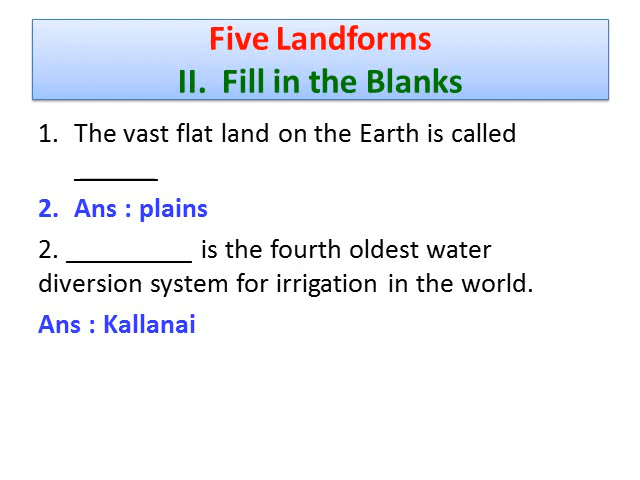 Five Landforms
II.  Fill in the Blanks
1. The vast flat land on the Earth is called
______
2. Ans : plains
2. _________ is the fourth oldest water
diversion system for irrigation in the world.
Ans : Kallanai